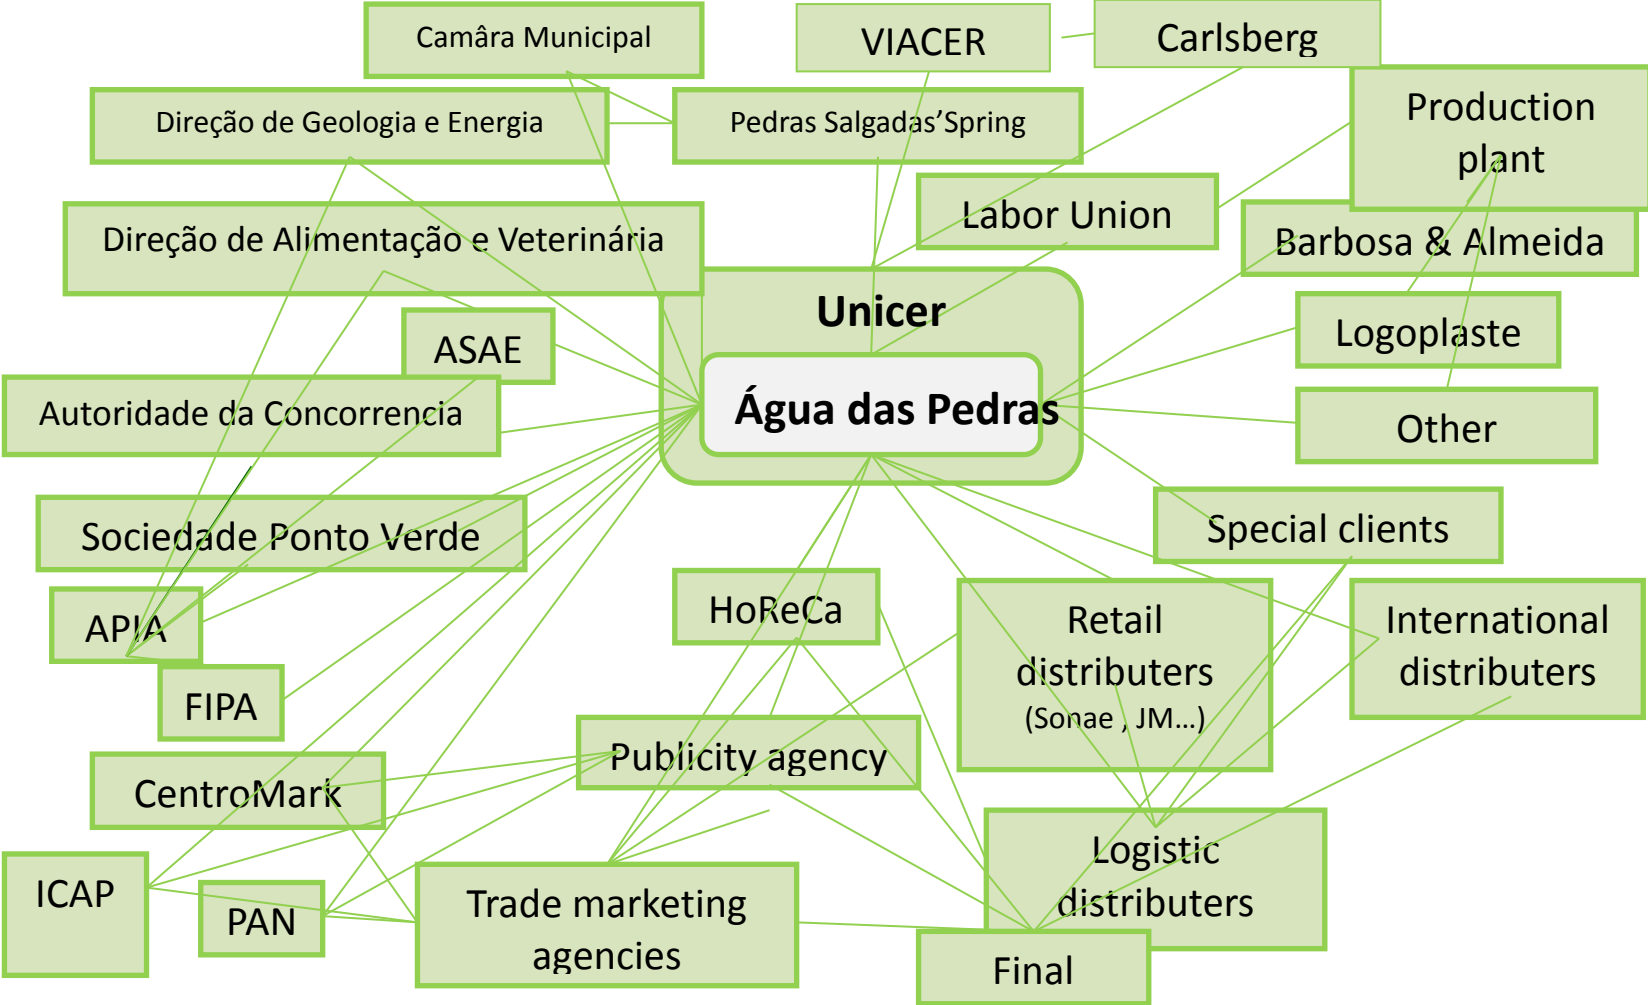 Camâra Municipal
VIACER
Carlsberg
Direção de Geologia e Energia
Pedras Salgadas’Spring
Production
plant
Labor Union
Direção de Alimentação e Veterinária
Barbosa & Almeida
Unicer
ASAE
Logoplaste
Água das Pedras
Autoridade da Concorrencia
Other
Sociedade Ponto Verde
Special clients
APIA
HoReCa
Retail
distributers
(Sonae , JM...)
International
distributers
FIPA
Publicity agency
CentroMark
Logistic
distributers
ICAP
PAN
Trade marketing
agencies
Final